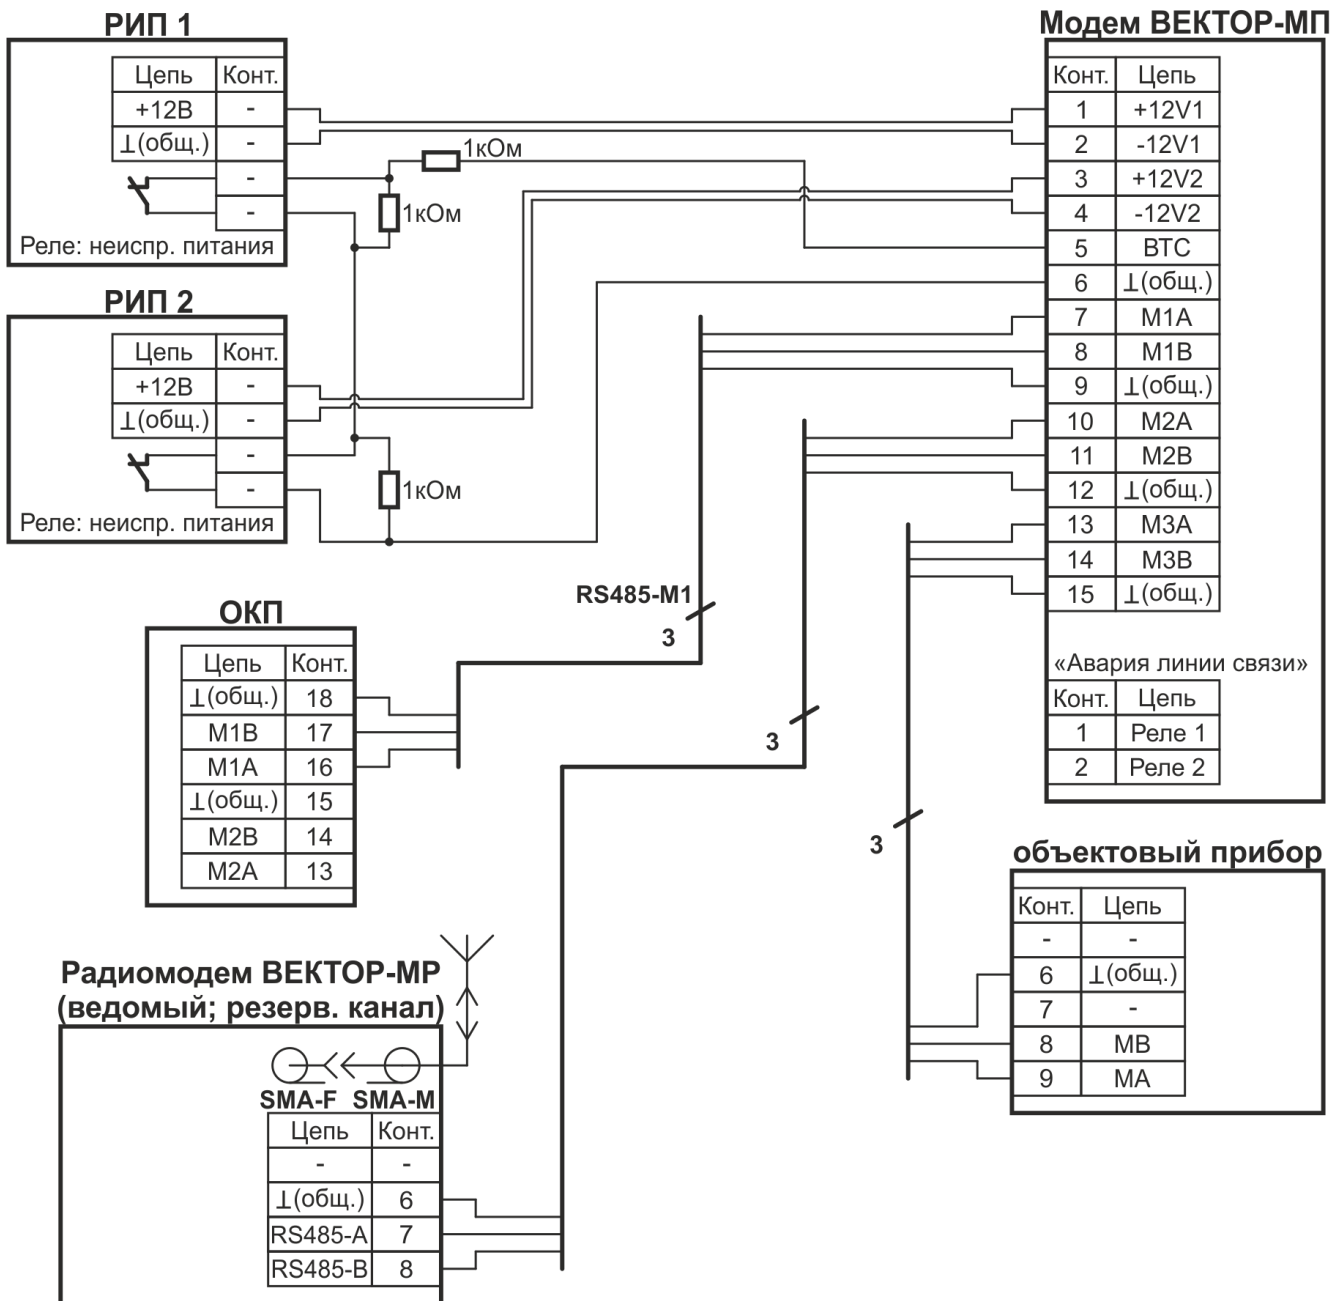 РИП 1
Цепь Конт.
+12В -
⊥(общ.) -
-
-
Реле: неиспр. питания
1кОм
1кОм
РИП 2
Цепь Конт.
+12В -
⊥(общ.) -
-
-
Реле: неиспр. питания
1кОм
Модем ВЕКТОР-МП
Конт. Цепь
1 +12V1
2 -12V1
3 +12V2
4 -12V2
5 ВТС
6 ⊥(общ.)
7 М1А
8 М1В
9 ⊥(общ.)
10 М2А
11 М2В
12 ⊥(общ.)
13 М3А
14 М3В
15 ⊥(общ.)
«Авария линии связи»
Конт. Цепь
1 Реле 1
2 Реле 2
RS485-М1
3
3
3
ОКП
Цепь Конт.
⊥(общ.) 18
М1В 17
М1А 16
⊥(общ.) 15
М2В 14
М2А 13
объектовый прибор
Конт. Цепь
- -
6 ⊥(общ.)
7 -
8 МВ
9 МА
Радиомодем ВЕКТОР-МР
(ведомый; резерв. канал)
SMA-F SMA-M
Цепь Конт.
- -
⊥(общ.) 6
RS485-A 7
RS485-B 8